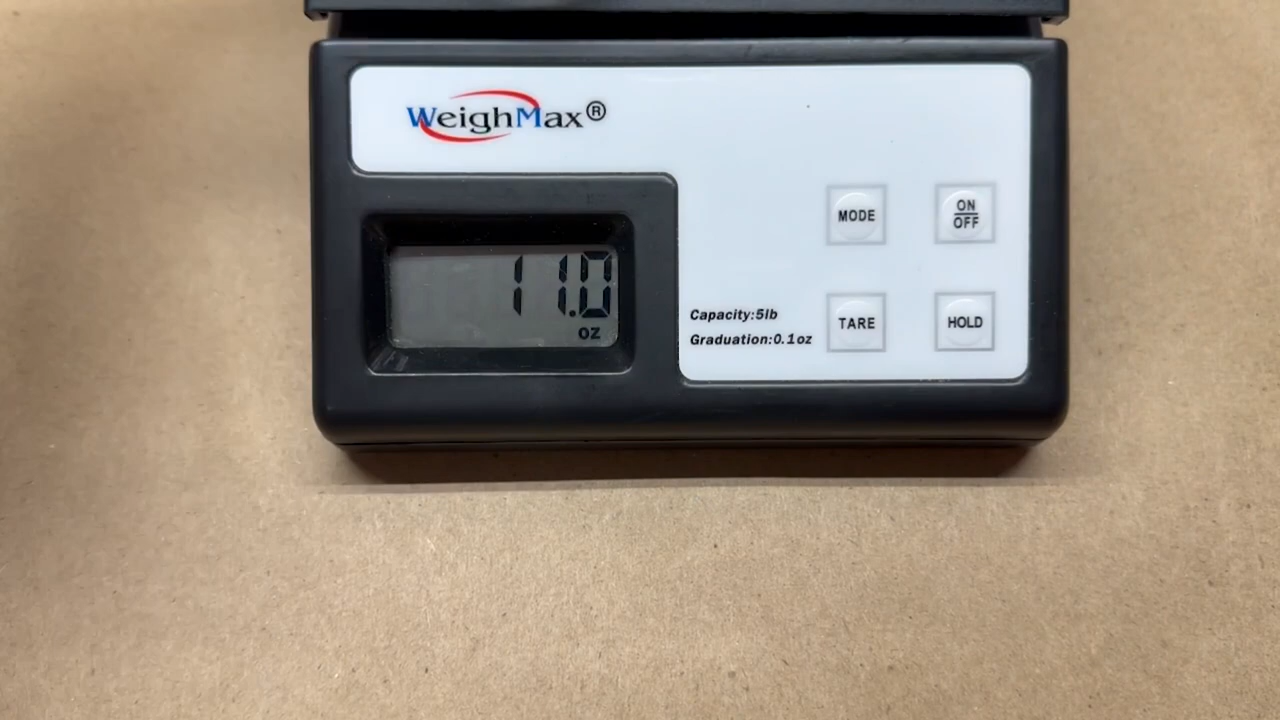 WeighMax®
MODE
ON
OFF
11.0
oz
Capacity:5lb
Graduation:0.1oz
TARE
HOLD